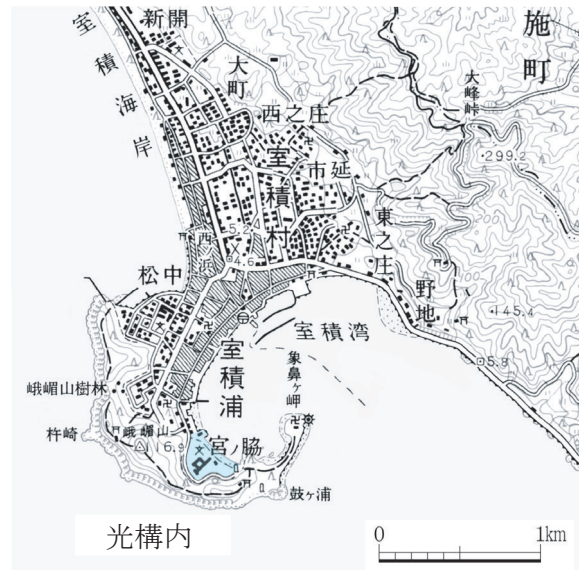 新開
室積海岸
大町
施町
西之庄
大峰峠
室積村
市延
・299.2
東之庄
5.2
西浜
4.6
松中
野地
・145.4
室積湾
5.8
室積浦
象鼻ヶ岬
峨嵋山樹林
杵崎
峨嵋山
116.9
宮ノ脇
鼓ヶ浦
光構内
0 1km